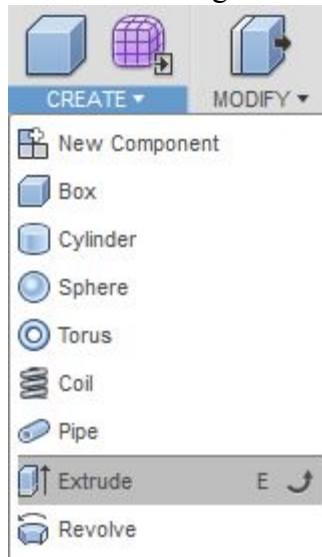 CREATE ▾ MODIFY ▾
New Component
Box
Cylinder
Sphere
Torus
Coil
Pipe
Extrude E
Revolve